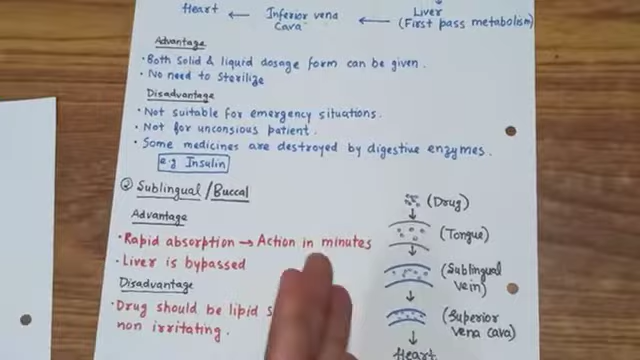 Heart ← Inferior vena cava ← Liver
(First pass metabolism)
Advantage
• Both solid & liquid dosage form can be given.
• No need to sterilize
Disadvantage
• Not suitable for emergency situations.
• Not for unconsious patient.
• Some medicines are destroyed by digestive enzymes.
e.g Insulin
② Sublingual/Buccal
Advantage
• Rapid absorption → Action in minutes
• Liver is bypassed
Disadvantage
• Drug should be lipid
non irritating.
(Drug)
(Tongue)
(Sublingual
vein)
(Superior
vena cava)
Heart